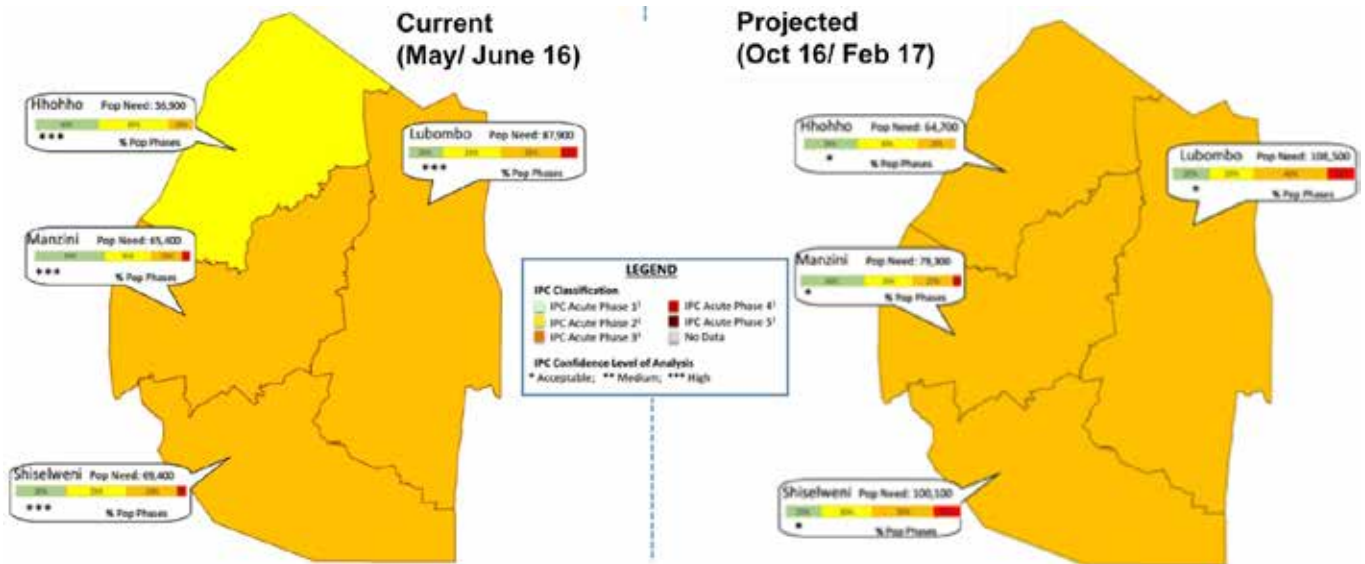 Current
(May/ June 16)
Projected
(Oct 16/ Feb 17)
Hhohho Pop Need: 36,900
***
% Pop Phases
Lubombo Pop Need: 87,900
***
% Pop Phases
Manzini Pop Need: 65,400
***
% Pop Phases
Shiselweni Pop Need: 69,400
***
% Pop Phases
LEGEND
IPC Classification
IPC Acute Phase 1
IPC Acute Phase 2
IPC Acute Phase 3
IPC Acute Phase 4
IPC Acute Phase 5
No Data
IPC Confidence Level of Analysis
* Acceptable; ** Medium; *** High
Hhohho Pop Need: 64,700
*
% Pop Phases
Lubombo Pop Need: 108,500
*
% Pop Phases
Manzini Pop Need: 79,300
*
% Pop Phases
Shiselweni Pop Need: 100,100
*
% Pop Phases